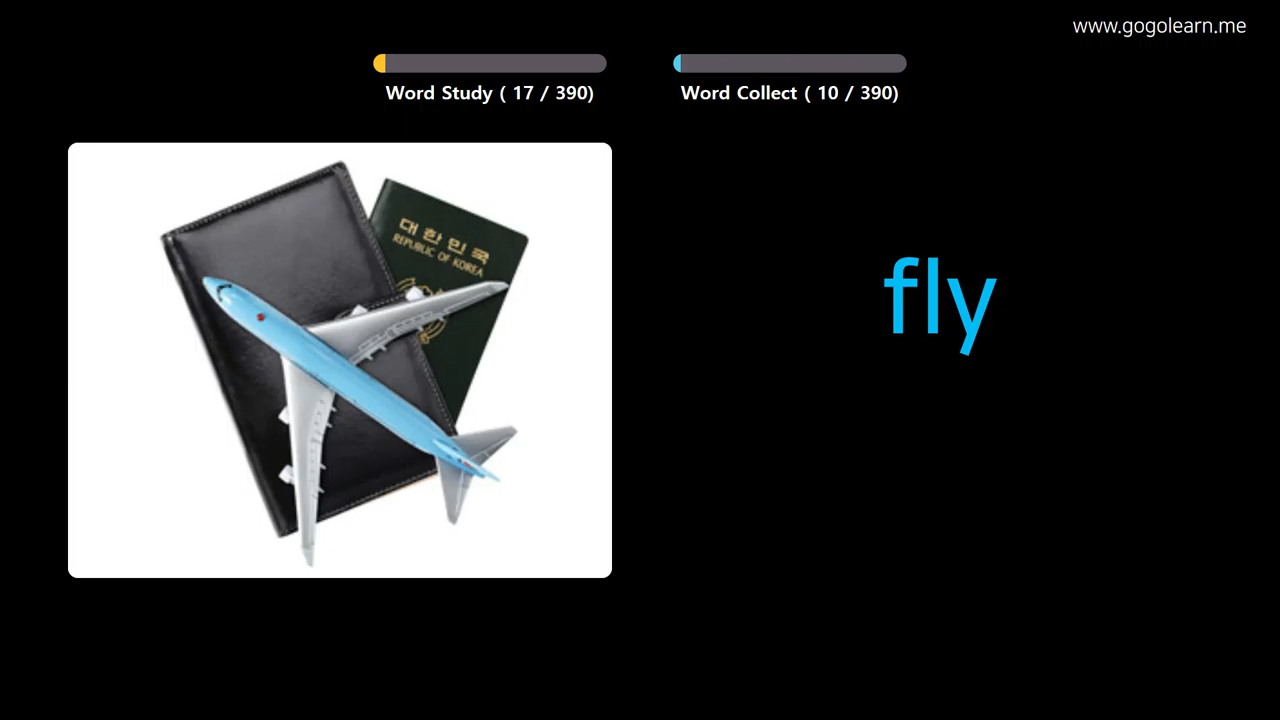 www.gogolearn.me
Word Study ( 17 / 390)
Word Collect ( 10 / 390)
대한민국
REPUBLIC OF KOREA
fly